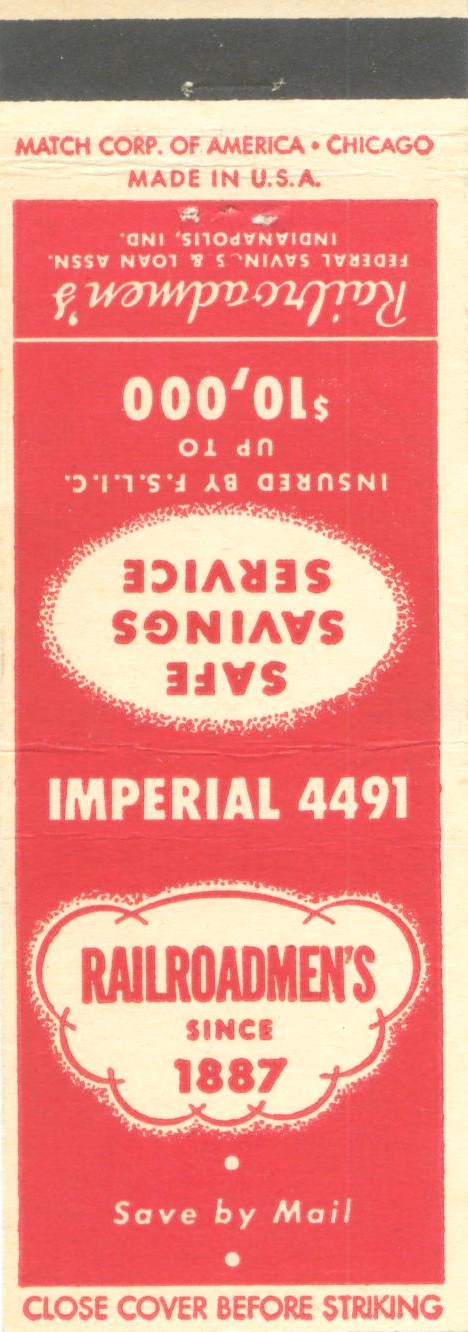 MATCH CORP. OF AMERICA • CHICAGO
MADE IN U.S.A.
Railroadmen's
FEDERAL SAVINGS & LOAN ASSN.
INDIANAPOLIS, IND.
SAFE
SAVINGS
SERVICE
INSURED BY F.S.L.I.C.
UP TO
$10,000
IMPERIAL 4491
RAILROADMEN'S
SINCE
1887
• Save by Mail •
CLOSE COVER BEFORE STRIKING